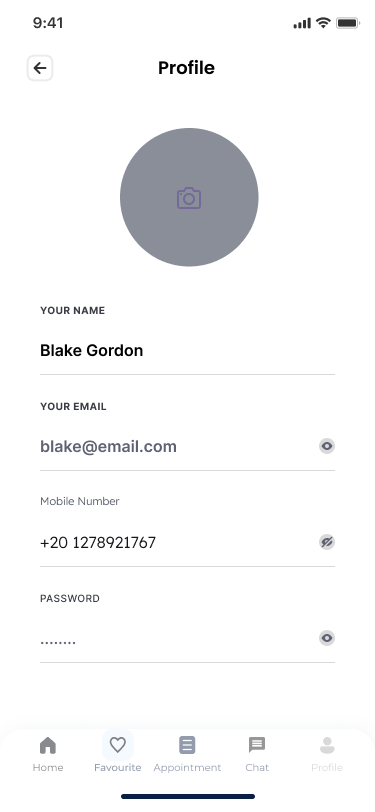 9:41
Profile
YOUR NAME
Blake Gordon
YOUR EMAIL
blake@email.com
Mobile Number
+20 1278921767
PASSWORD
........
Home Favourite Appointment Chat Profile